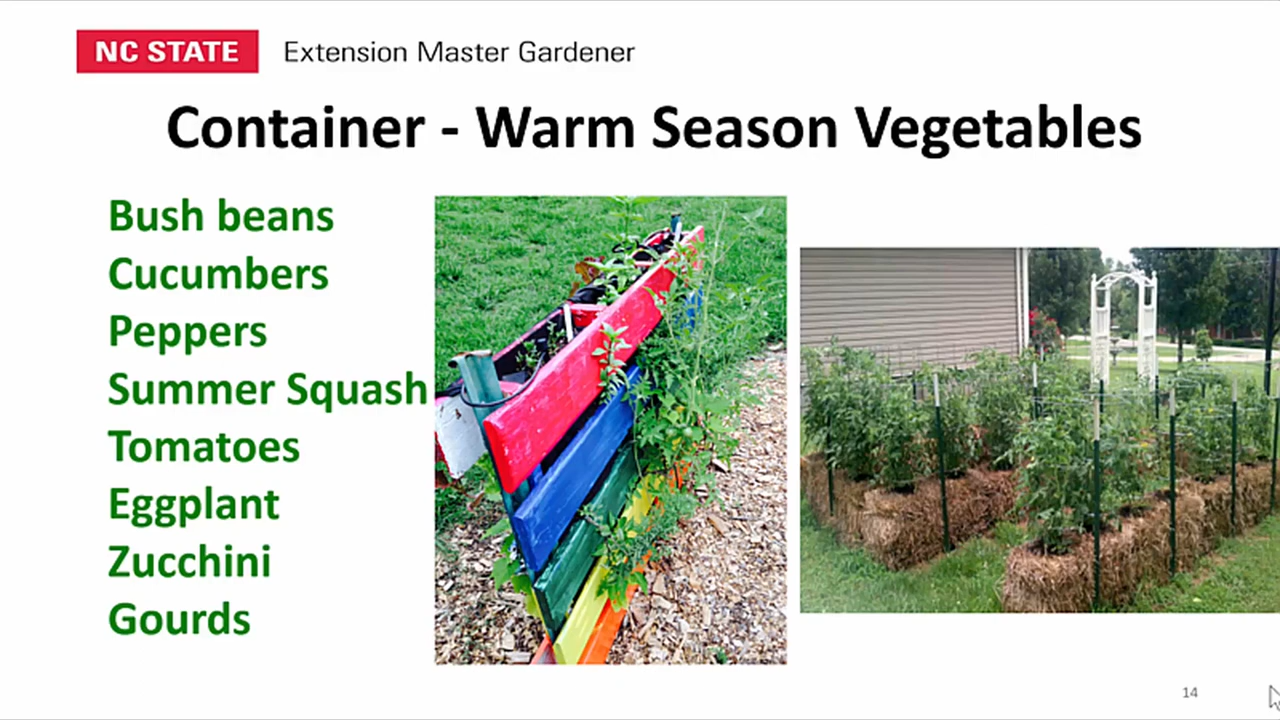 NC STATE Extension Master Gardener
Container - Warm Season Vegetables
Bush beans
Cucumbers
Peppers
Summer Squash
Tomatoes
Eggplant
Zucchini
Gourds
14